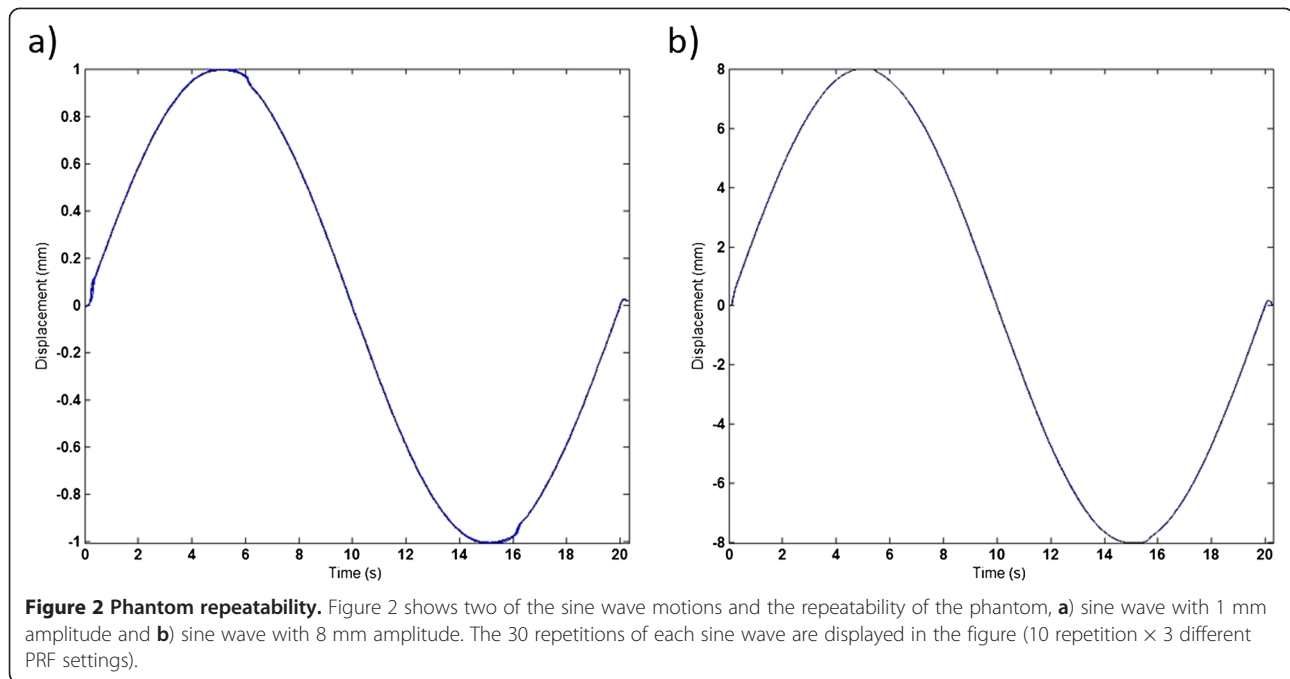 a)
1
0.8
0.6
0.4
0.2
0
-0.2
-0.4
-0.6
-0.8
-1
Displacement (mm)
0 2 4 6 8 10 12 14 16 18 20
Time (s)
b)
8
6
4
2
0
-2
-4
-6
-8
Displacement (mm)
0 2 4 6 8 10 12 14 16 18 20
Time (s)
Figure 2 Phantom repeatability. Figure 2 shows two of the sine wave motions and the repeatability of the phantom, a) sine wave with 1 mm
amplitude and b) sine wave with 8 mm amplitude. The 30 repetitions of each sine wave are displayed in the figure (10 repetition × 3 different
PRF settings).